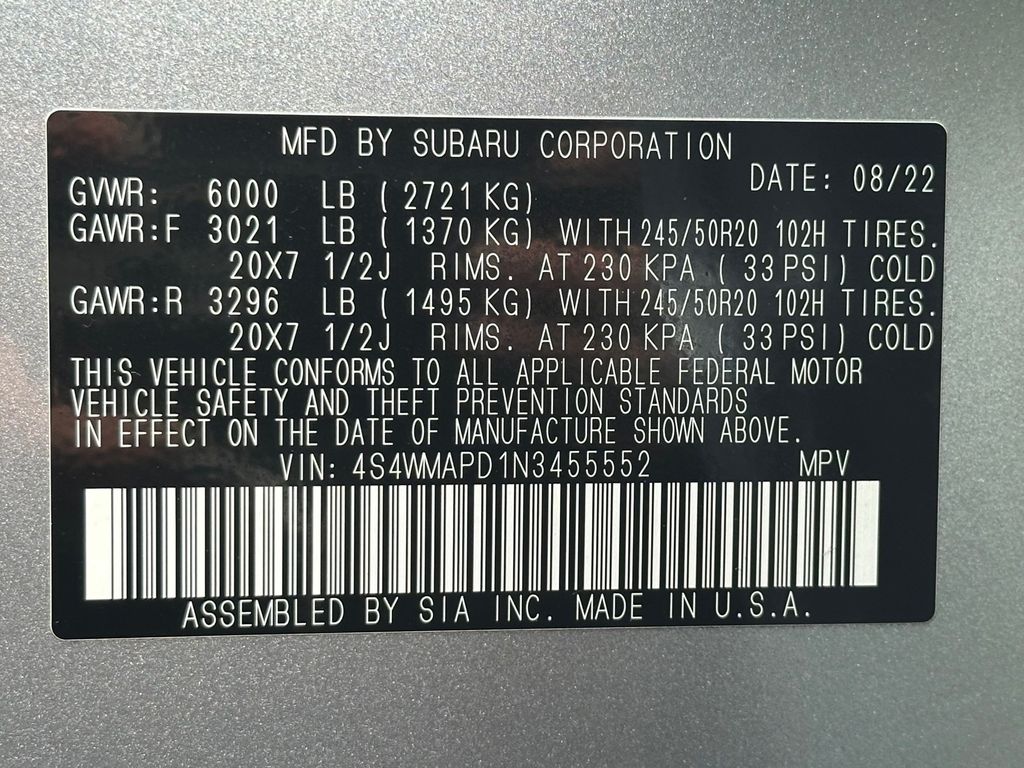 MFD BY SUBARU CORPORATION
DATE: 08/22
GVWR: 6000 LB ( 2721 KG)
GAWR:F 3021 LB ( 1370 KG) WITH 245/50R20 102H TIRES.
20X7 1/2J RIMS. AT 230 KPA ( 33 PSI) COLD
GAWR:R 3296 LB ( 1495 KG) WITH 245/50R20 102H TIRES.
20X7 1/2J RIMS. AT 230 KPA ( 33 PSI) COLD
THIS VEHICLE CONFORMS TO ALL APPLICABLE FEDERAL MOTOR
VEHICLE SAFETY AND THEFT PREVENTION STANDARDS
IN EFFECT ON THE DATE OF MANUFACTURE SHOWN ABOVE.
VIN: 4S4WMAPD1N3455552 MPV
ASSEMBLED BY SIA INC. MADE IN U.S.A.